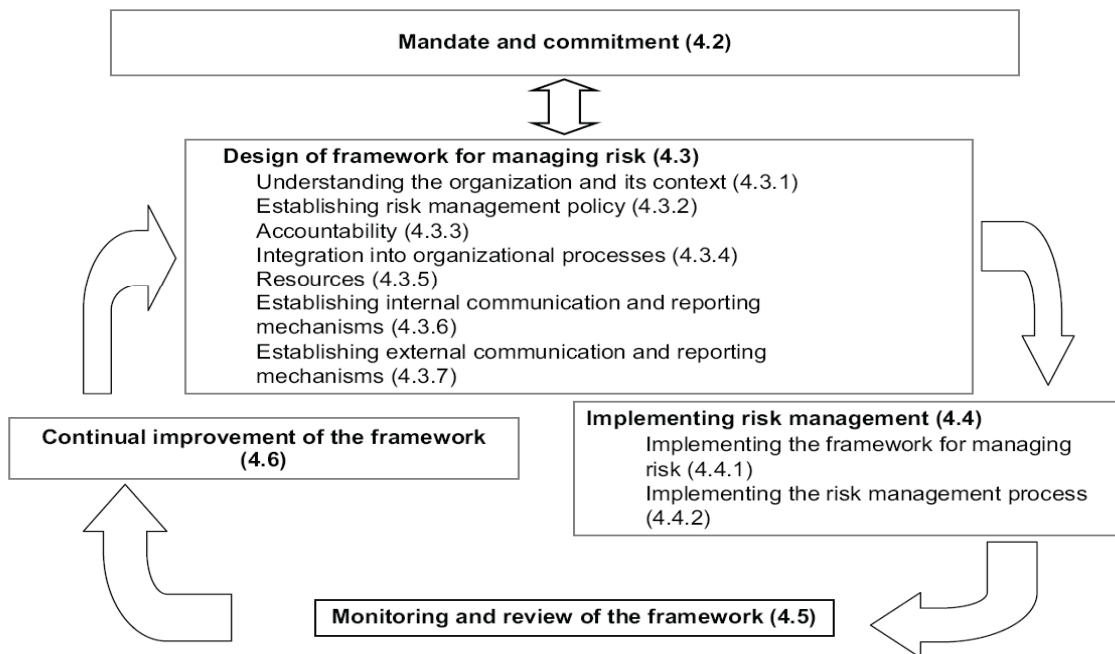 Mandate and commitment (4.2)
Design of framework for managing risk (4.3)
Understanding the organization and its context (4.3.1)
Establishing risk management policy (4.3.2)
Accountability (4.3.3)
Integration into organizational processes (4.3.4)
Resources (4.3.5)
Establishing internal communication and reporting
mechanisms (4.3.6)
Establishing external communication and reporting
mechanisms (4.3.7)
Implementing risk management (4.4)
Implementing the framework for managing
risk (4.4.1)
Implementing the risk management process
(4.4.2)
Continual improvement of the framework
(4.6)
Monitoring and review of the framework (4.5)